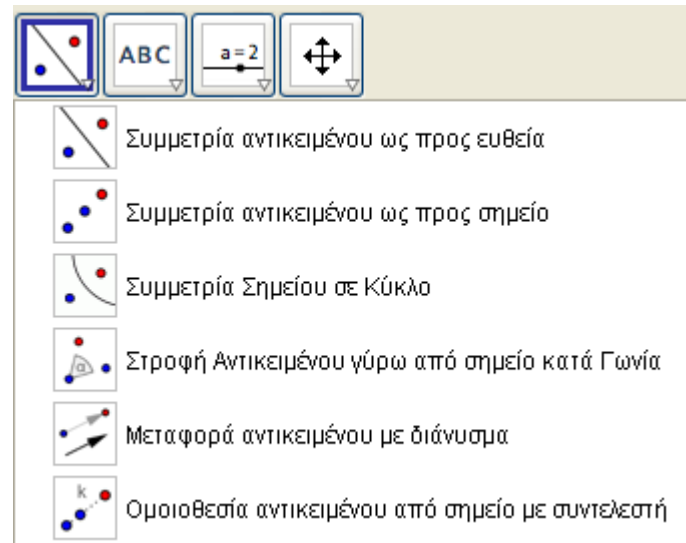 ABC a=2
Συμμετρία αντικειμένου ως προς ευθεία
Συμμετρία αντικειμένου ως προς σημείο
Συμμετρία Σημείου σε Κύκλο
α Στροφή Αντικειμένου γύρω από σημείο κατά Γωνία
Μεταφορά αντικειμένου με διάνυσμα
k Ομοιοθεσία αντικειμένου από σημείο με συντελεστή